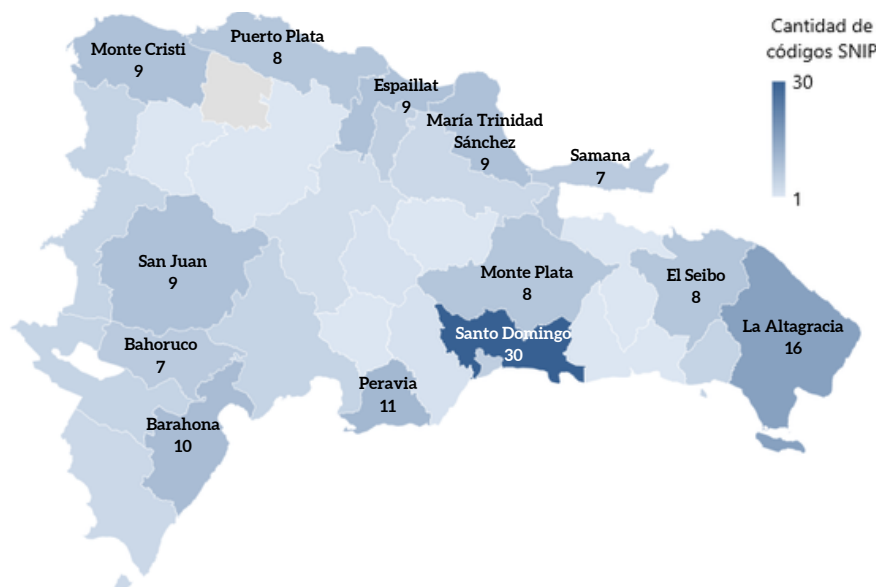 Cantidad de
códigos SNIP
30
1
Monte Cristi
9
Puerto Plata
8
Espaillat
9
María Trinidad
Sánchez
9
Samana
7
San Juan
9
Monte Plata
8
El Seibo
8
La Altagracia
16
Santo Domingo
30
Bahoruco
7
Peravia
11
Barahona
10